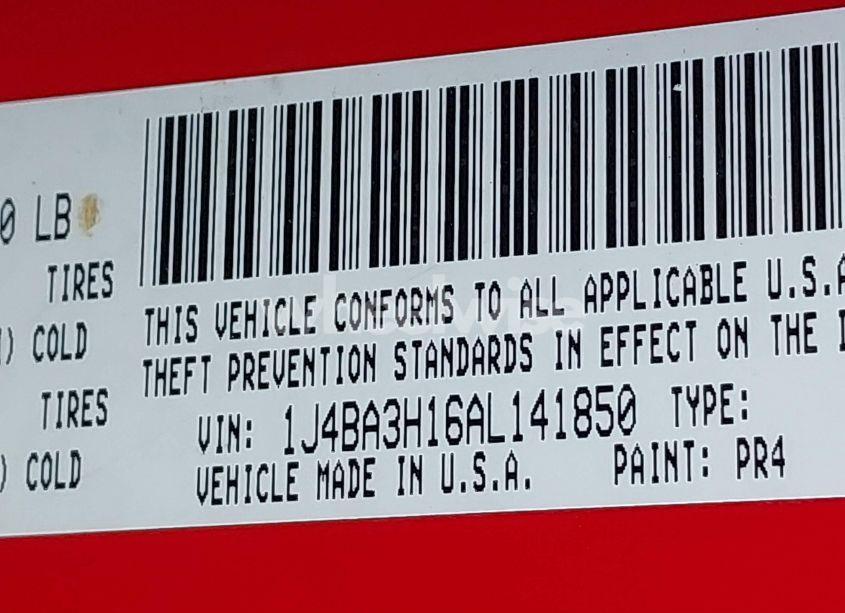 0 LB
TIRES
) COLD
TIRES
) COLD
THIS VEHICLE CONFORMS TO ALL APPLICABLE U.S.A
THEFT PREVENTION STANDARDS IN EFFECT ON THE
VIN: 1J4BA3H16AL141850 TYPE:
VEHICLE MADE IN U.S.A. PAINT: PR4